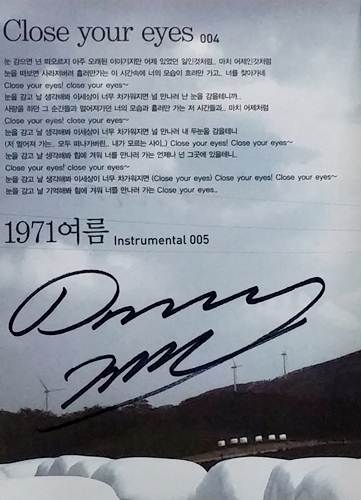 Close your eyes 004
눈 감으면 넌 떠오르지 아주 오래된 이야기지만 어제 있었던 일인것처럼.. 마치 어제인것처럼
눈을 떠보면 사라져버려 흘러만가는 이 시간속에 너의 모습이 흐려만 가고.. 너를 찾아가네
Close your eyes! close your eyes~
눈을 감고 날 생각해봐 이세상이 너무 차가워지면 널 만나러 난 눈을 감을테니까..
사랑을 하던 그 순간들과 멀어지기만 너의 모습과 흘러만 가는 저 시간들과.. 마치 어제처럼
Close your eyes! close your eyes~
눈을 감고 날 생각해봐 이세상이 너무 차가워지면 널 만나러 내 두눈을 감을테니
(저 멀어져 가는.. 모두 떠나가버린.. 내가 모르는 사이..) Close your eyes! Close your eyes~
눈을 감고 날 생각해봐 힘에 겨워 너를 만나러 가는 언제나 넌 그곳에 있을테니..
Close your eyes! close your eyes~
눈을 감고 날 생각해봐 이세상이 너무 차가워지면 (Close your eyes) Close your eyes! Close your eyes~
눈을 감고 날 기억해봐 힘에 겨워 너를 만나러 가는 Close your eyes..
1971여름 Instrumental 005